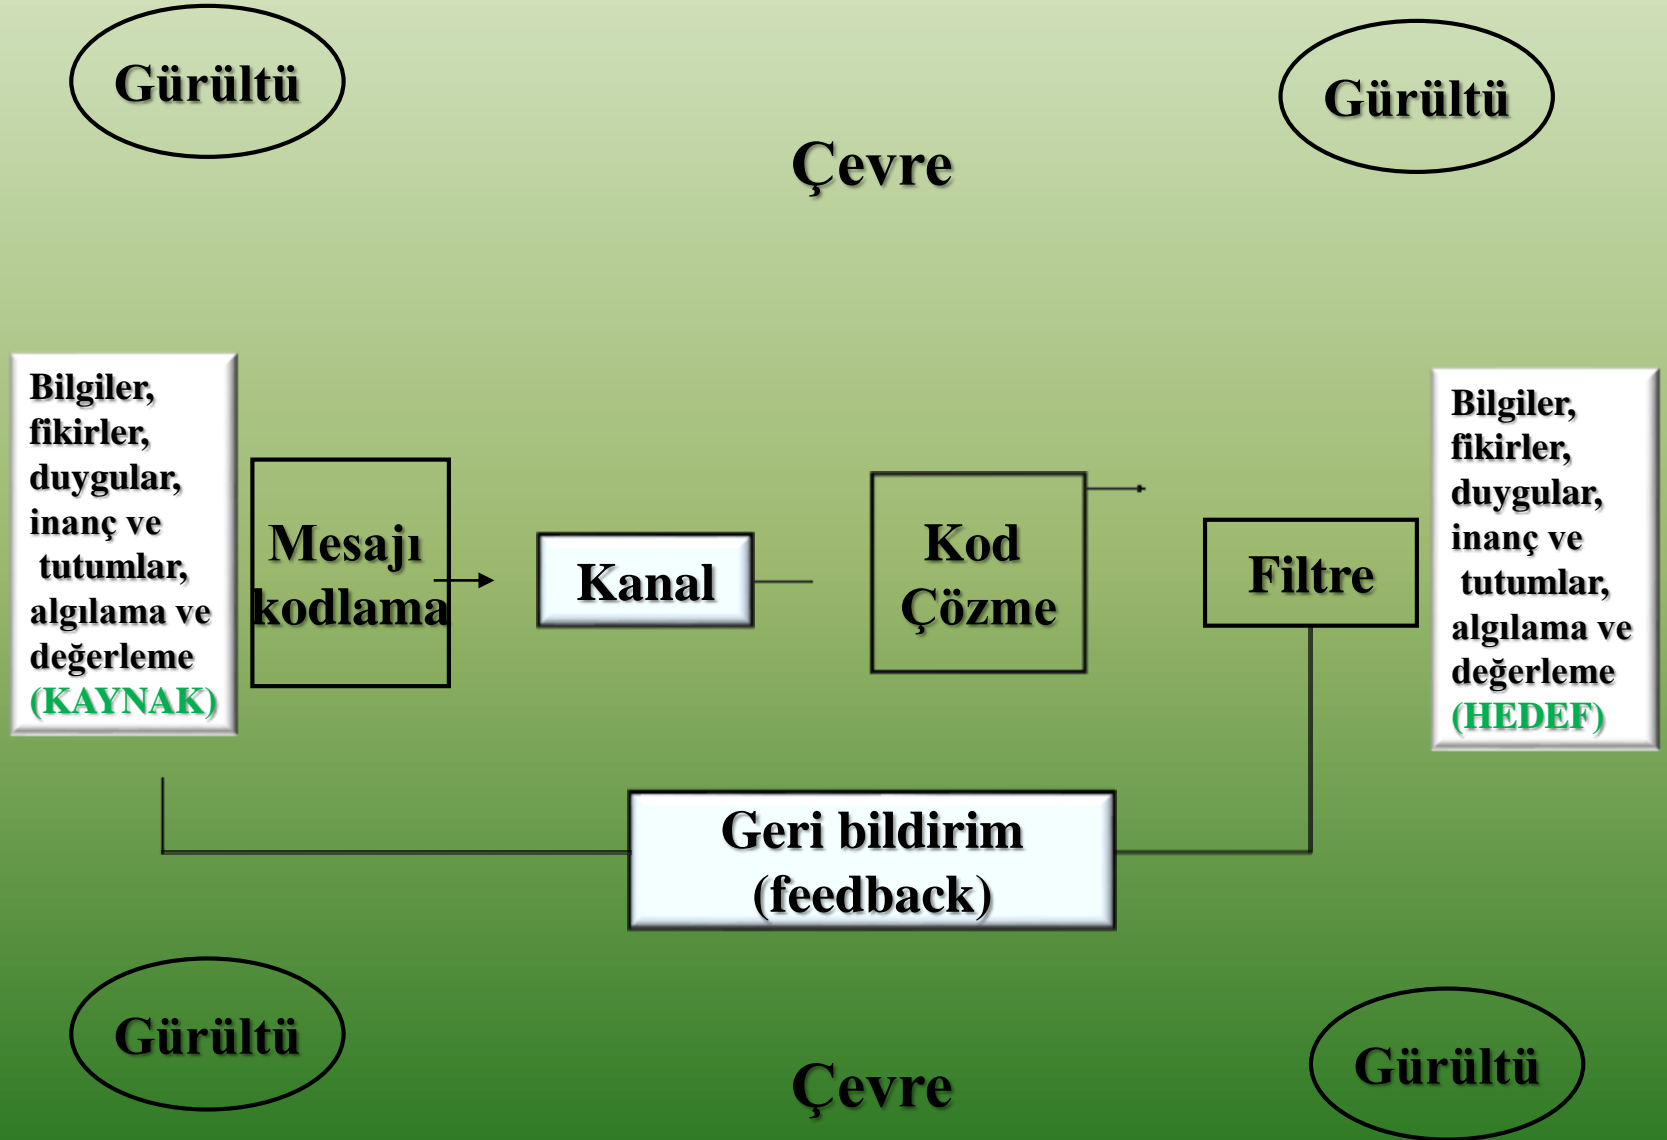 Gürültü
Gürültü
Çevre
Bilgiler,
fikirler,
duygular,
inanç ve
tutumlar,
algılama ve
değerleme
(KAYNAK)
Mesajı
kodlama
Kanal
Kod
Çözme
Filtre
Bilgiler,
fikirler,
duygular,
inanç ve
tutumlar,
algılama ve
değerleme
(HEDEF)
Geri bildirim
(feedback)
Gürültü
Çevre
Gürültü